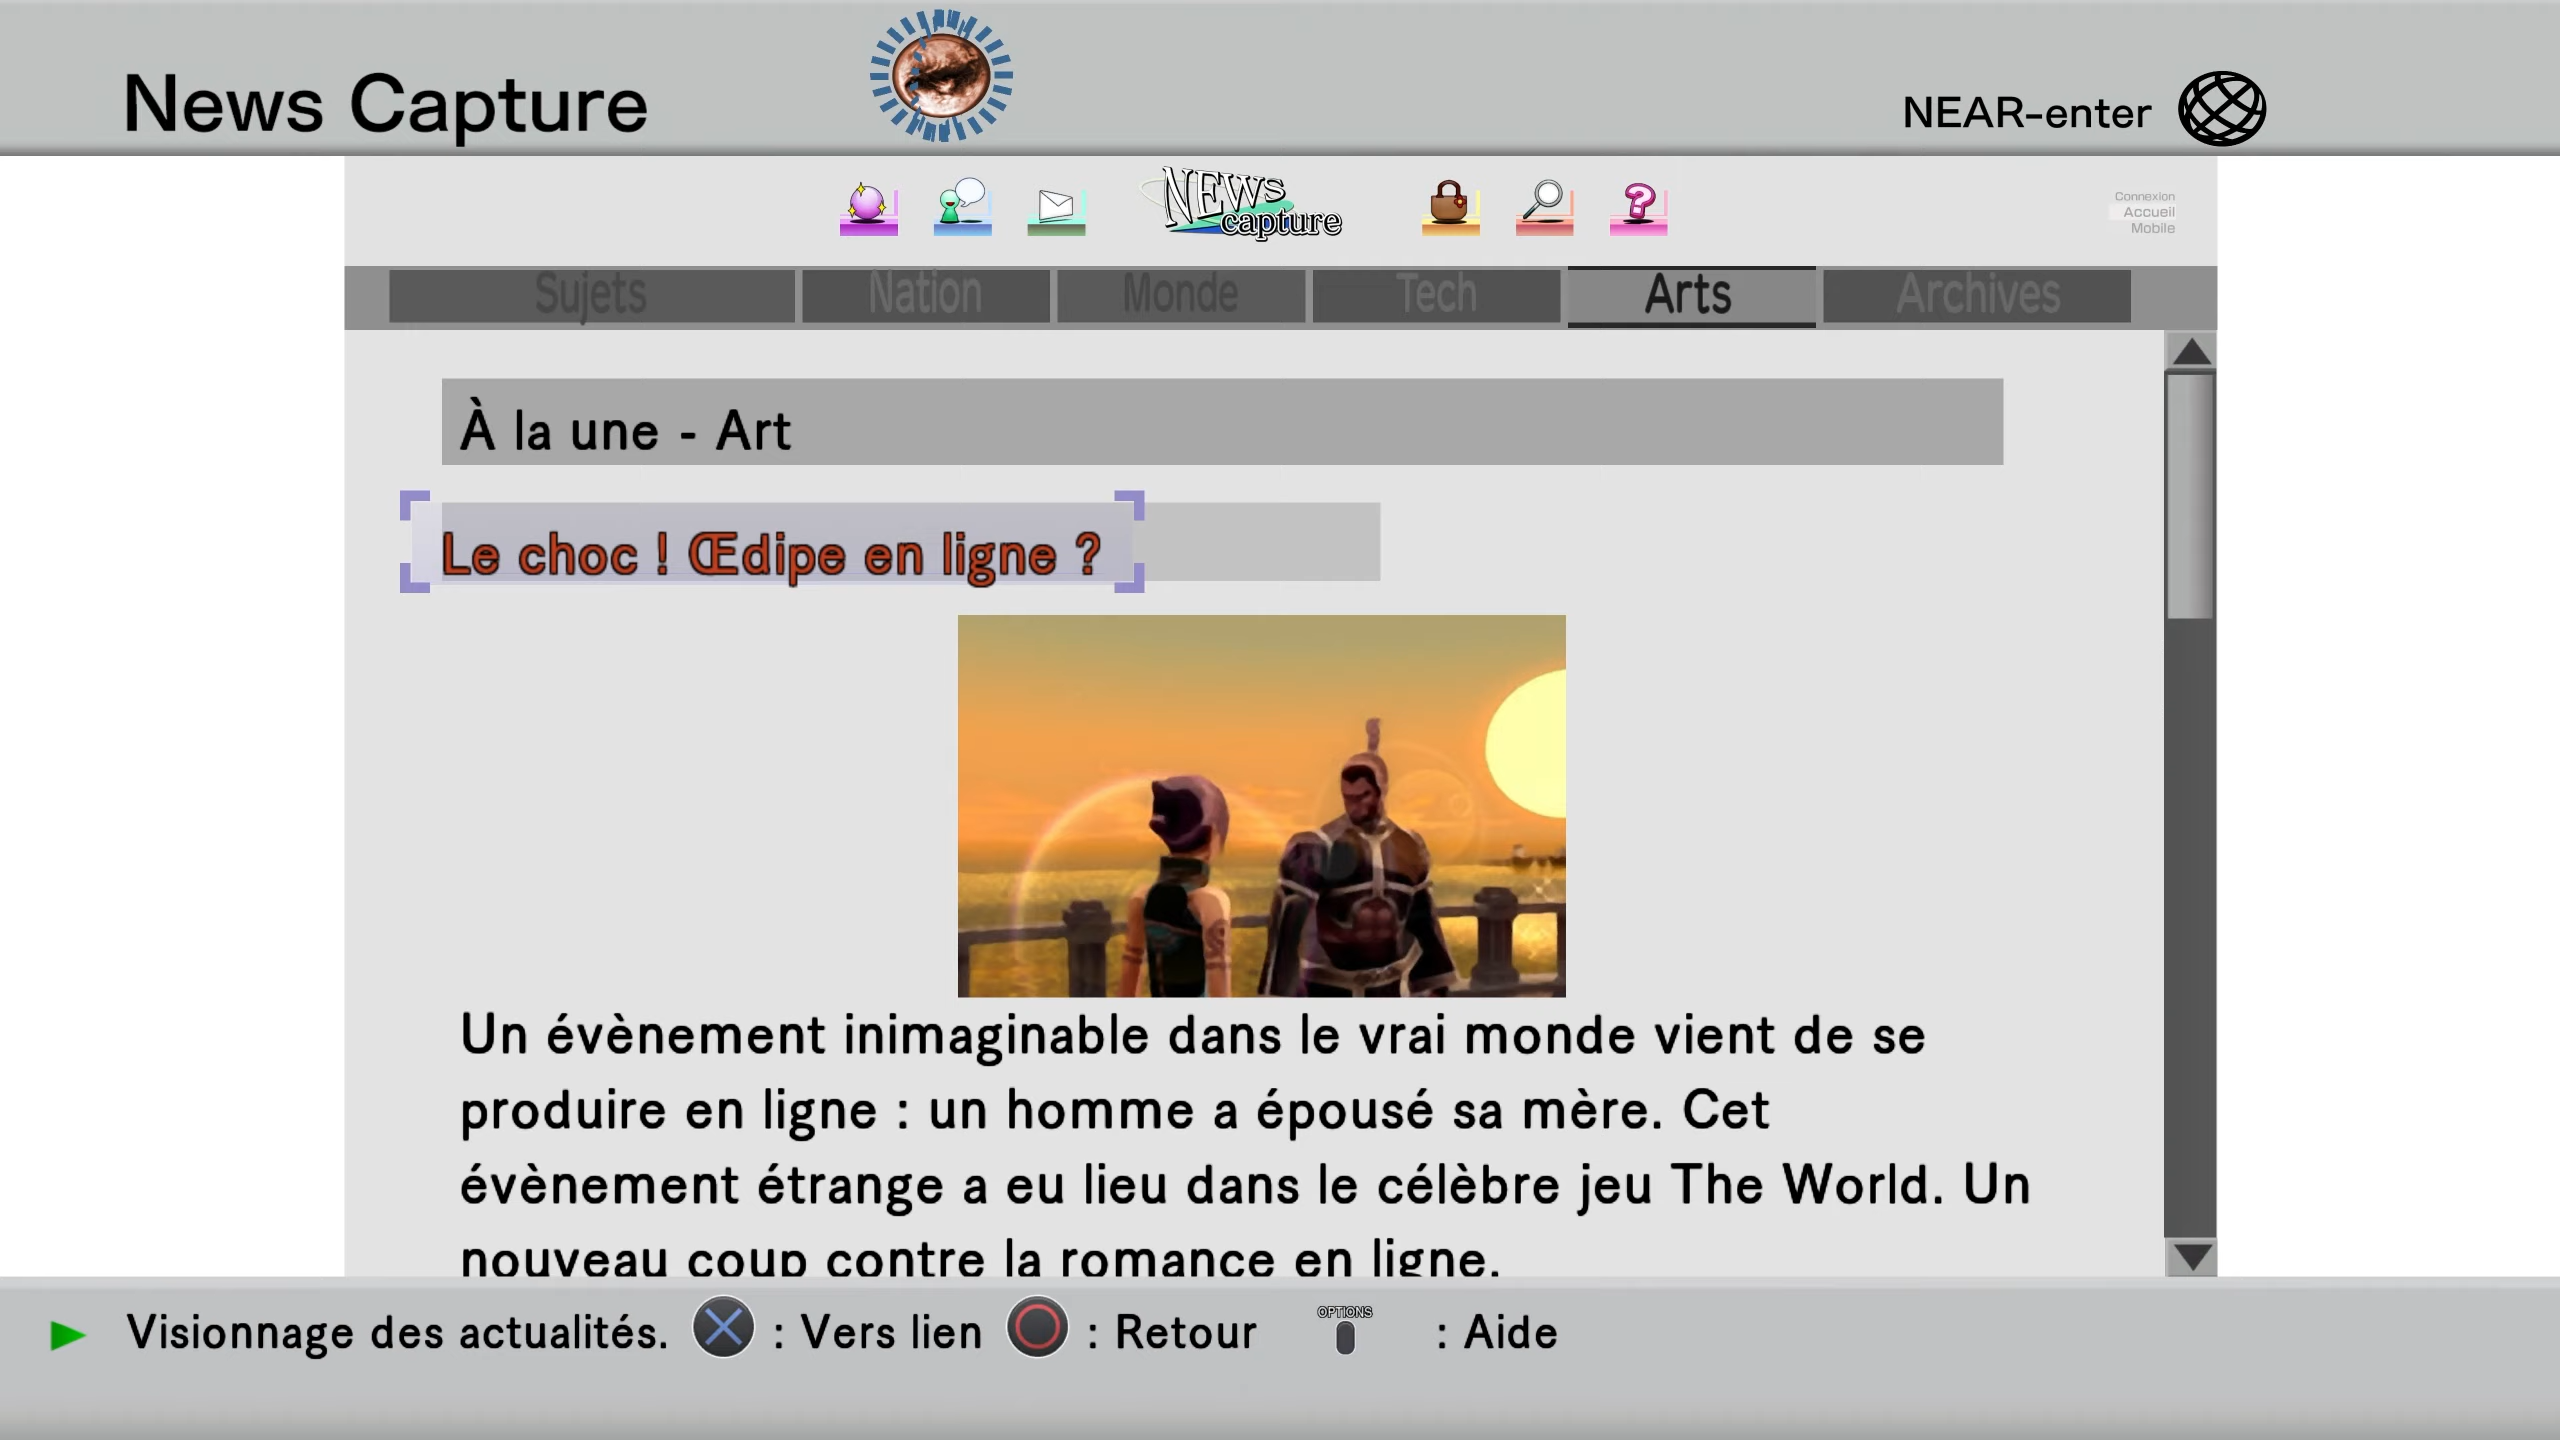 News Capture
NEAR-enter
NEWS
capture
Connexion
Accueil
Mobile
Sujets Nation Monde Tech Arts Archives
À la une - Art
Le choc ! Œdipe en ligne ?
Un évènement inimaginable dans le vrai monde vient de se
produire en ligne : un homme a épousé sa mère. Cet
évènement étrange a eu lieu dans le célèbre jeu The World. Un
nouveau coup contre la romance en ligne.
Visionnage des actualités. : Vers lien : Retour OPTIONS : Aide